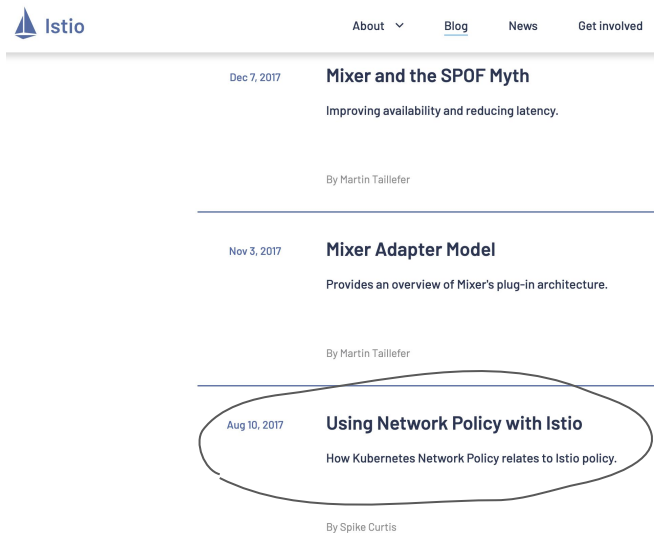 Istio
About
Blog
News
Get involved
Dec 7, 2017
Mixer and the SPOF Myth
Improving availability and reducing latency.
By Martin Taillefer
Nov 3, 2017
Mixer Adapter Model
Provides an overview of Mixer's plug-in architecture.
By Martin Taillefer
Aug 10, 2017
Using Network Policy with Istio
How Kubernetes Network Policy relates to Istio policy.
By Spike Curtis